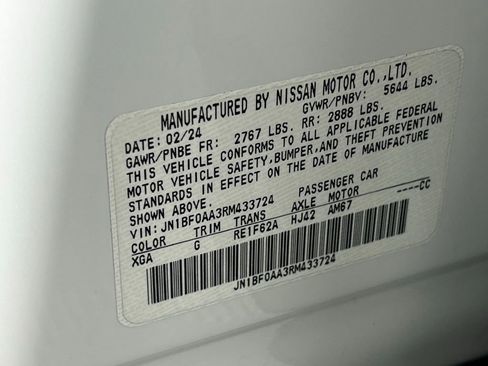 MANUFACTURED BY NISSAN MOTOR CO.,LTD.
DATE: 02/24 GVWR/PNBV: 5644 LBS.
GAWR/PNBE FR: 2767 LBS. RR: 2888 LBS.
THIS VEHICLE CONFORMS TO ALL APPLICABLE FEDERAL
MOTOR VEHICLE SAFETY,BUMPER,AND THEFT PREVENTION
STANDARDS IN EFFECT ON THE DATE OF MANUFACTURE
SHOWN ABOVE.
VIN: JN1BF0AA3RM433724 PASSENGER CAR
COLOR TRIM TRANS AXLE MOTOR ----CC
XGA G RE1F62A HJ42 AM67
JN1BF0AA3RM433724